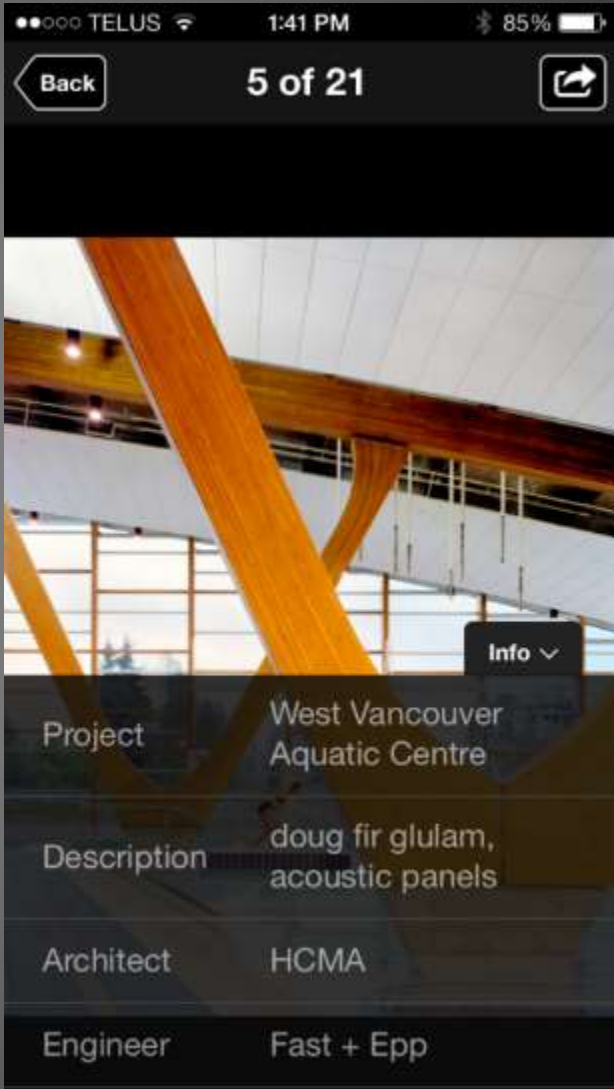 TELUS 1:41 PM 85%
Back 5 of 21
Info
Project West Vancouver
Aquatic Centre
Description doug fir glulam,
acoustic panels
Architect HCMA
Engineer Fast + Epp